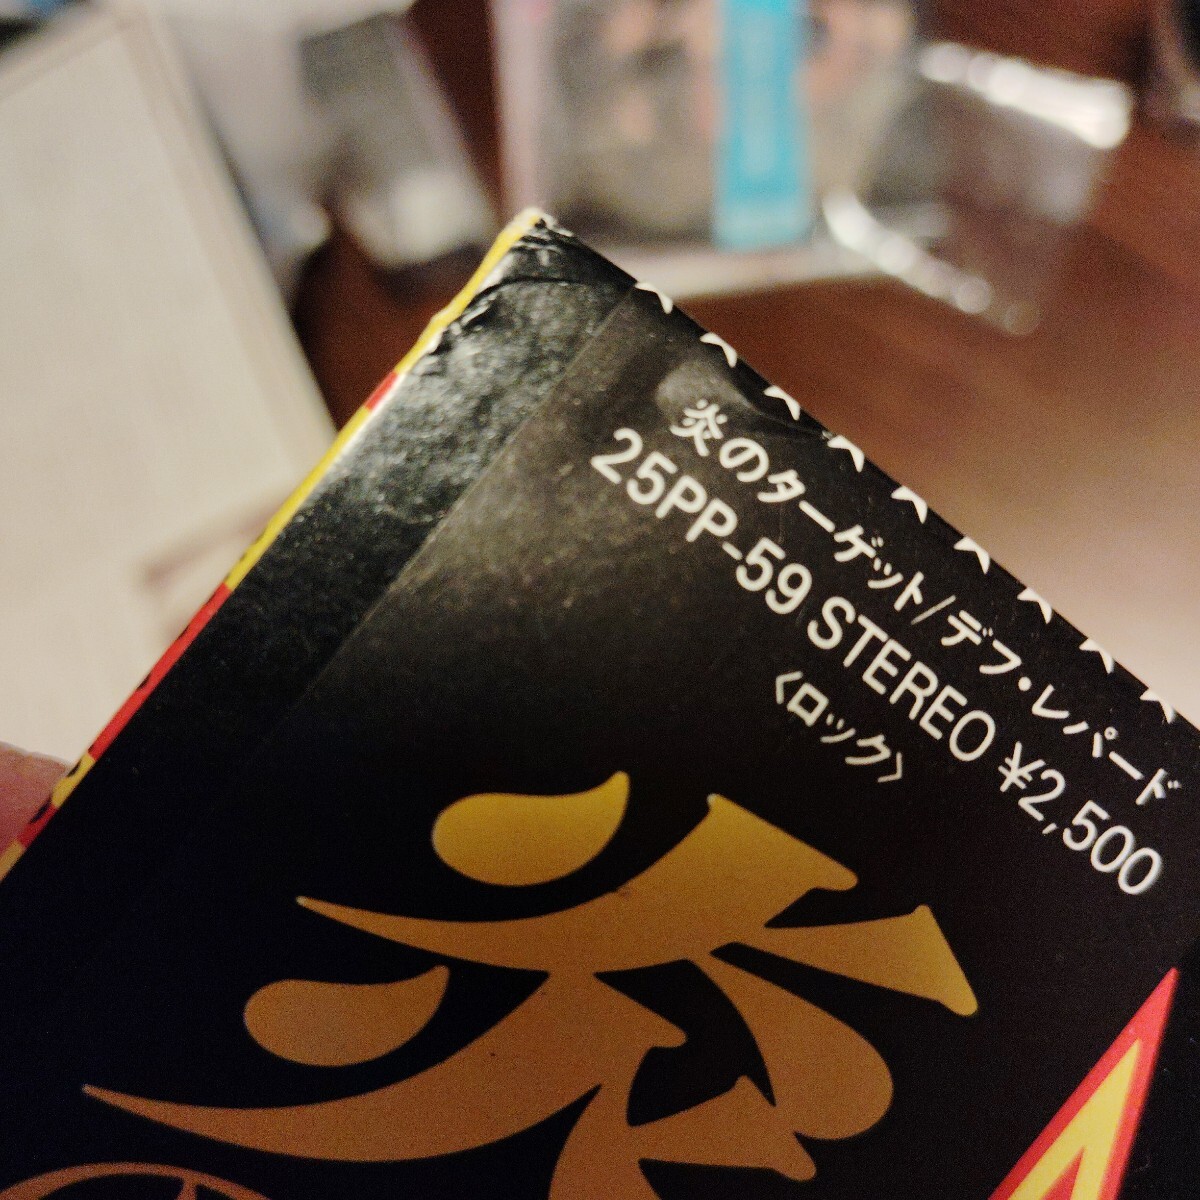 炎のターゲット/デフ・レパード
25PP-59 STEREO ¥2,500
〈ロック〉
炎